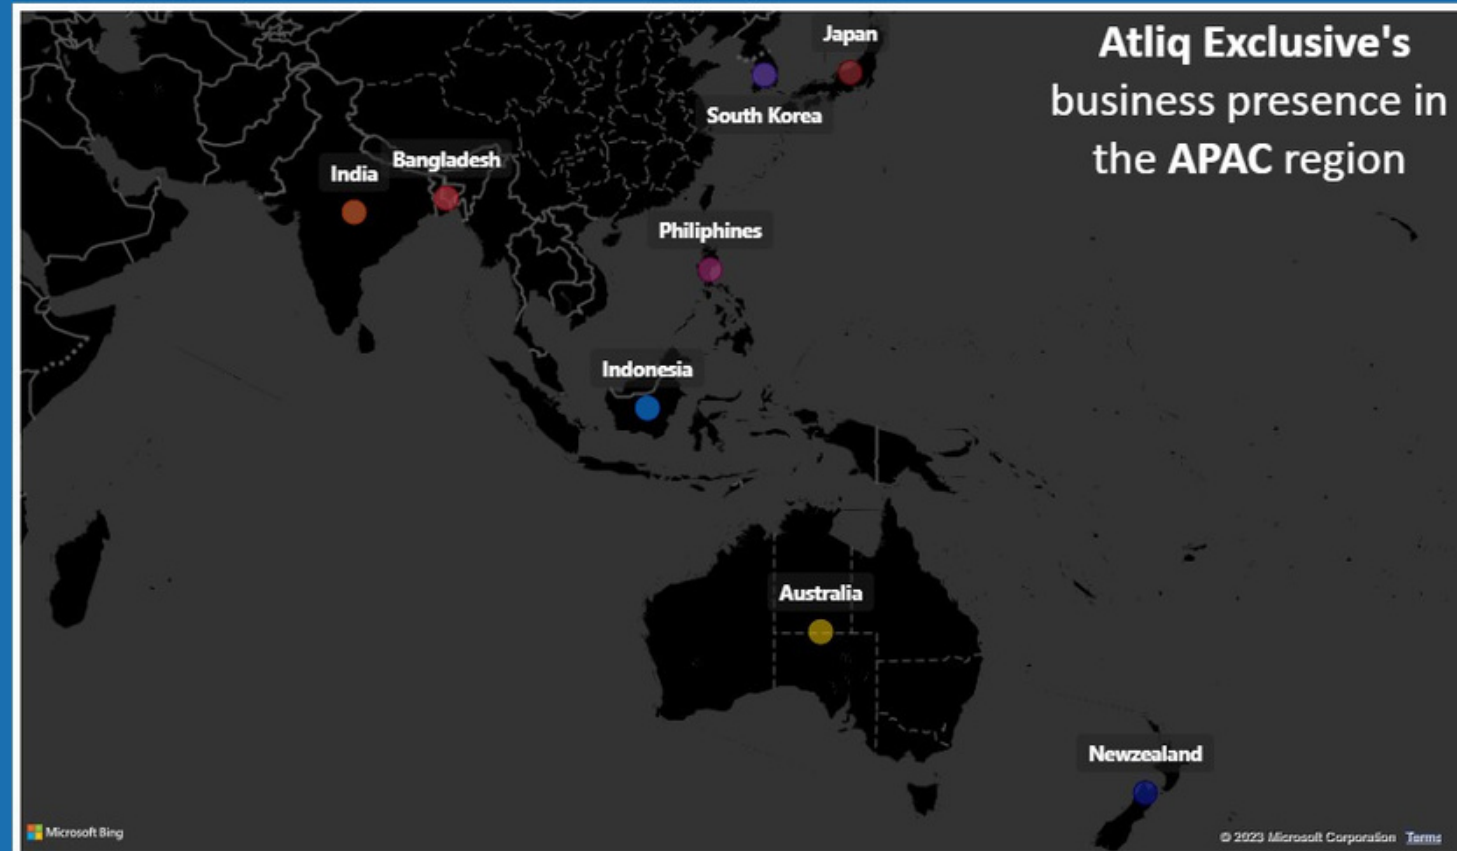 Atliq Exclusive's
business presence in
the APAC region
Japan
South Korea
Bangladesh
India
Philiphines
Indonesia
Australia
Newzealand
Microsoft Bing
© 2023 Microsoft Corporation Terms